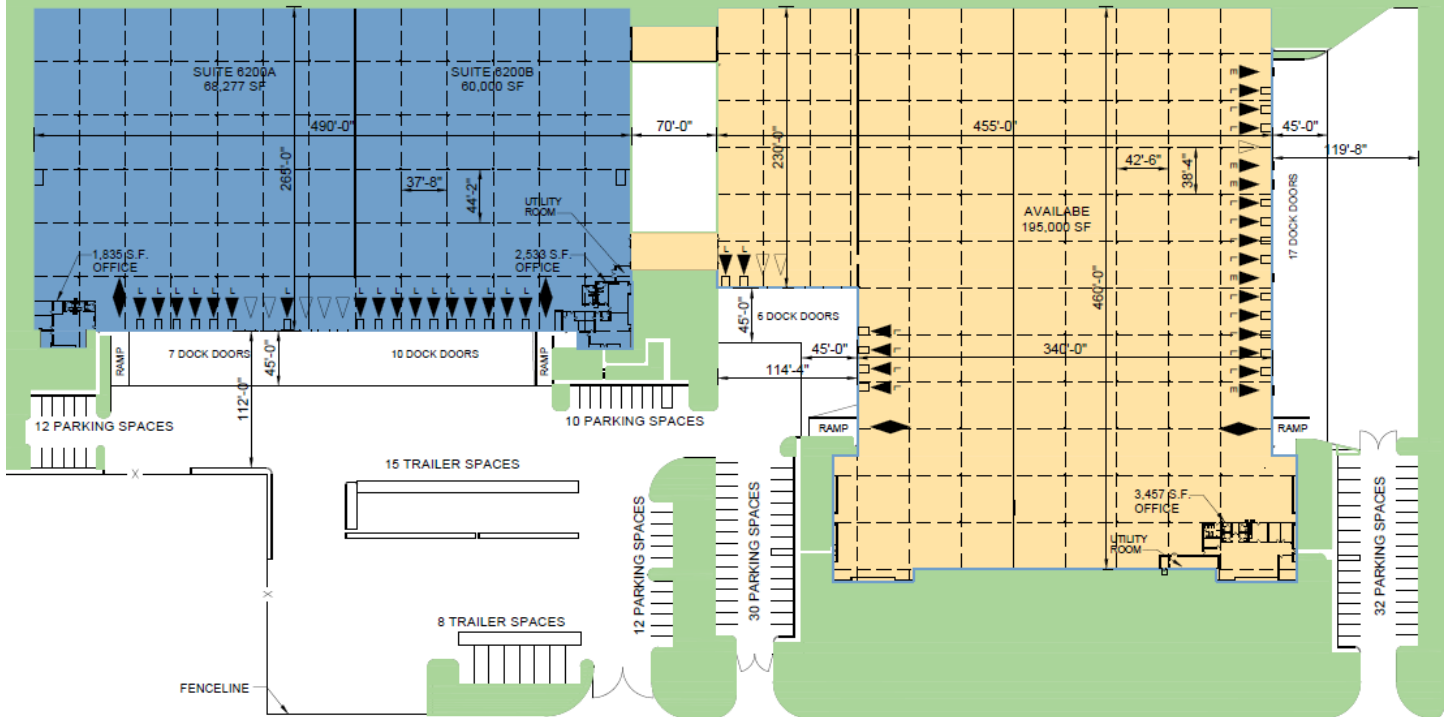 SUITE 6200A
68,277 SF
SUITE 6200B
60,000 SF
490'-0"
70'-0"
455'-0"
45'-0"
119'-8"
265'-0"
230'-0"
460'-0"
37'-8"
44'-2"
42'-6"
38'-4"
UTILITY
ROOM
AVAILABE
195,000 SF
17 DOCK DOORS
1,835 S.F.
OFFICE
2,533 S.F.
OFFICE
RAMP
7 DOCK DOORS
45'-0"
10 DOCK DOORS
RAMP
45'-0"
6 DOCK DOORS
45'-0"
340'-0"
114'-4"
112'-0"
12 PARKING SPACES
10 PARKING SPACES
RAMP
RAMP
15 TRAILER SPACES
12 PARKING SPACES
30 PARKING SPACES
3,457 S.F.
OFFICE
UTILITY
ROOM
32 PARKING SPACES
X
X
8 TRAILER SPACES
FENCELINE